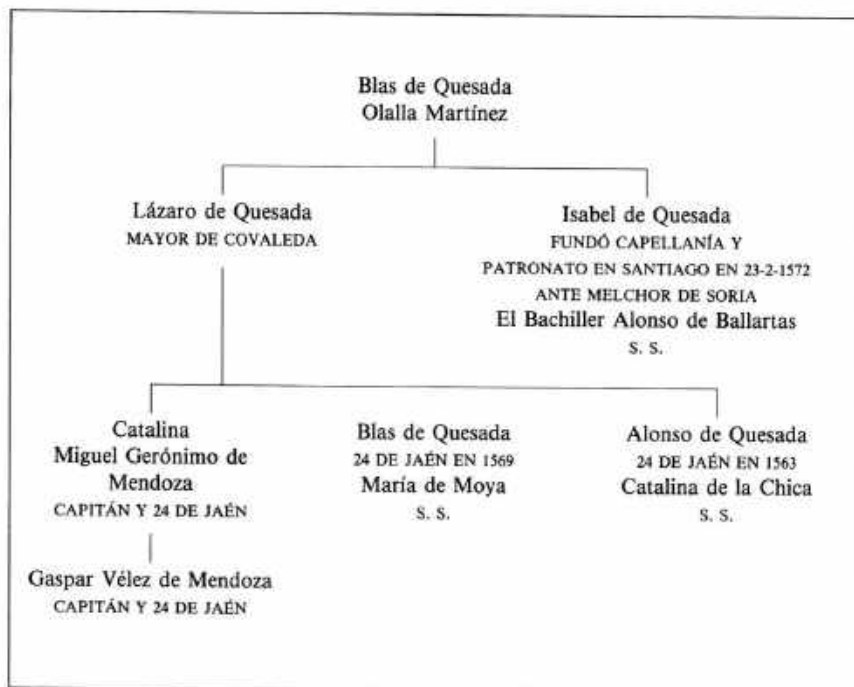 Blas de Quesada
Olalla Martínez
Lázaro de Quesada
MAYOR DE COVALEDA
Isabel de Quesada
FUNDÓ CAPELLANÍA Y
PATRONATO EN SANTIAGO EN 23-2-1572
ANTE MELCHOR DE SORIA
El Bachiller Alonso de Ballartas
S. S.
Catalina
Miguel Gerónimo de
Mendoza
CAPITÁN Y 24 DE JAÉN
Gaspar Vélez de Mendoza
CAPITÁN Y 24 DE JAÉN
Blas de Quesada
24 DE JAÉN EN 1569
María de Moya
S. S.
Alonso de Quesada
24 DE JAÉN EN 1563
Catalina de la Chica
S. S.